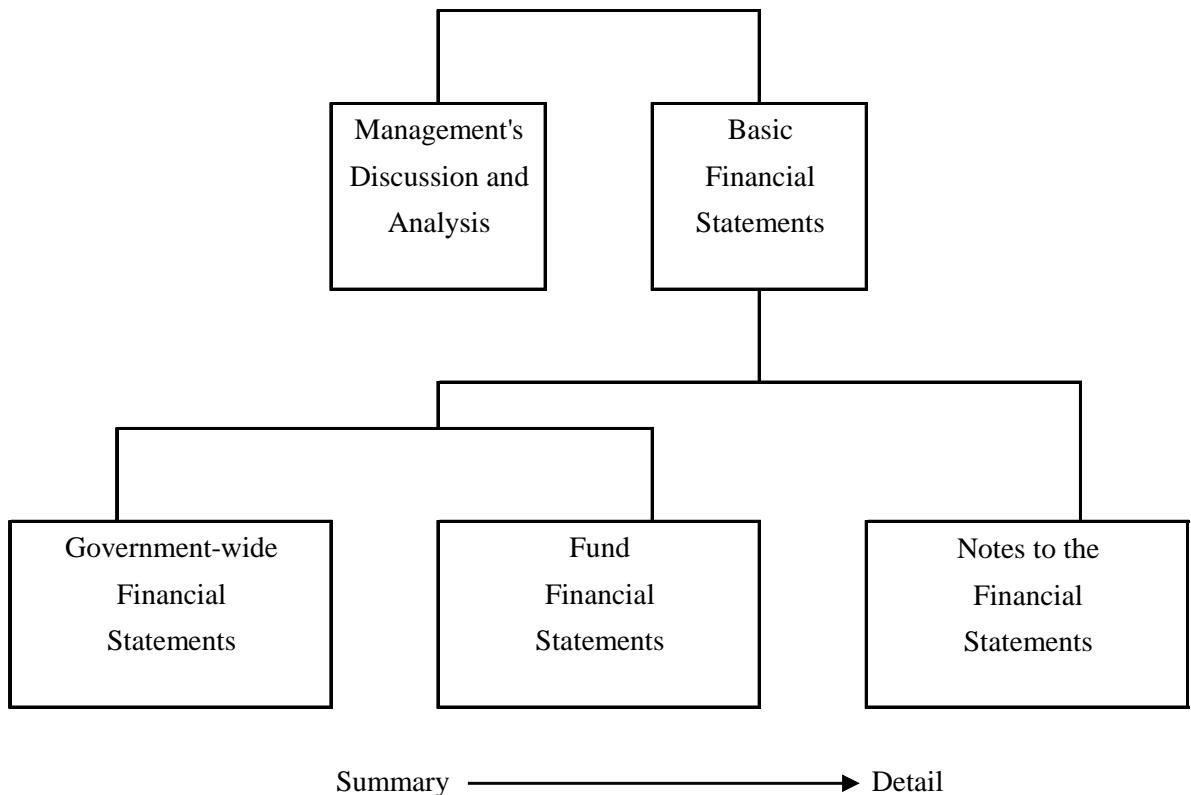 Management's
Discussion and
Analysis
Basic
Financial
Statements
Government-wide
Financial
Statements
Fund
Financial
Statements
Notes to the
Financial
Statements
Summary
Detail